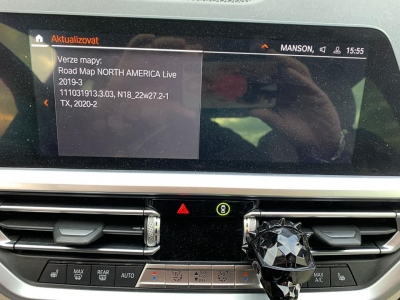 Aktualizovat
MANSON,
15:55
Verze mapy:
Road Map NORTH AMERICA Live
2019-3
111031913.3.03, N18_22w27.2-1
TX, 2020-2
MAX
REAR
AUTO
MAX
A/C